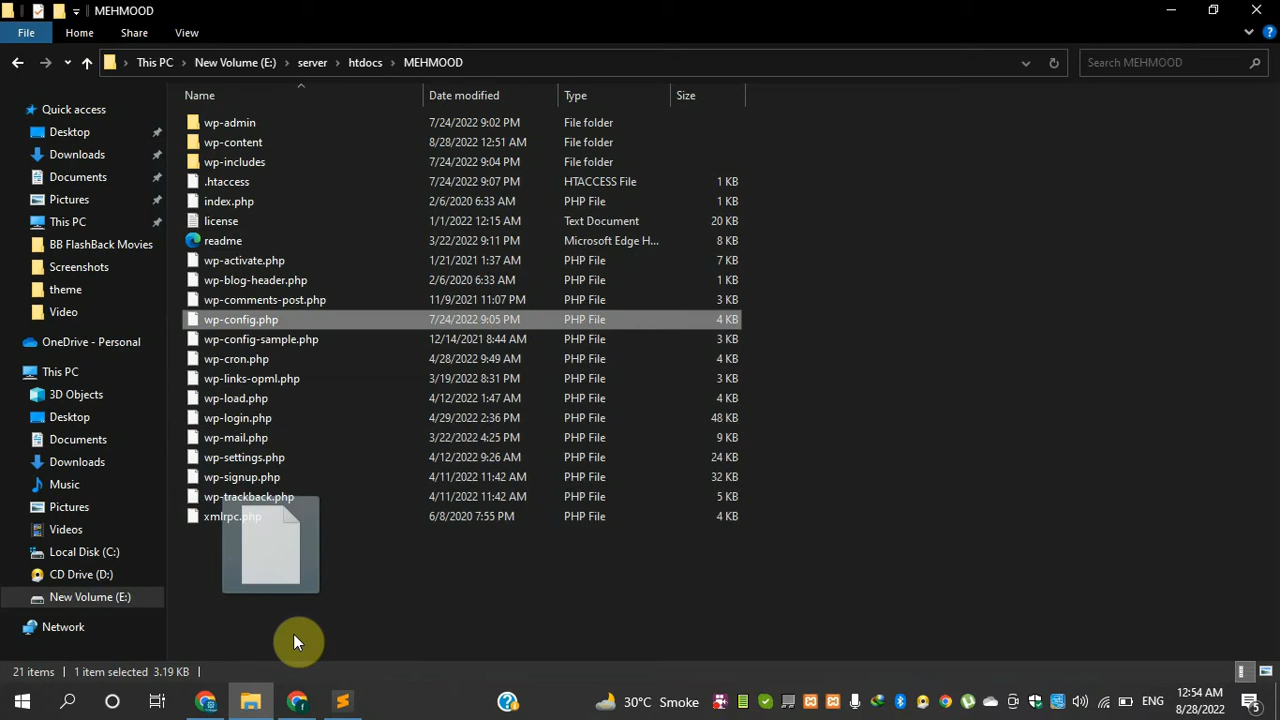 MEHMOOD
File Home Share View
This PC New Volume (E:) server htdocs MEHMOOD Search MEHMOOD
Name Date modified Type Size
Quick access
Desktop
Downloads
Documents
Pictures
This PC
BB FlashBack Movies
Screenshots
theme
Video
OneDrive - Personal
This PC
3D Objects
Desktop
Documents
Downloads
Music
Pictures
Videos
Local Disk (C:)
CD Drive (D:)
New Volume (E:)
Network
wp-admin 7/24/2022 9:02 PM File folder
wp-content 8/28/2022 12:51 AM File folder
wp-includes 7/24/2022 9:04 PM File folder
.htaccess 7/24/2022 9:07 PM HTACCESS File 1 KB
index.php 2/6/2020 6:33 AM PHP File 1 KB
license 1/1/2022 12:15 AM Text Document 20 KB
readme 3/22/2022 9:11 PM Microsoft Edge H... 8 KB
wp-activate.php 1/21/2021 1:37 AM PHP File 7 KB
wp-blog-header.php 2/6/2020 6:33 AM PHP File 1 KB
wp-comments-post.php 11/9/2021 11:07 PM PHP File 3 KB
wp-config.php 7/24/2022 9:05 PM PHP File 4 KB
wp-config-sample.php 12/14/2021 8:44 AM PHP File 3 KB
wp-cron.php 4/28/2022 9:49 AM PHP File 4 KB
wp-links-opml.php 3/19/2022 8:31 PM PHP File 3 KB
wp-load.php 4/12/2022 1:47 AM PHP File 4 KB
wp-login.php 4/29/2022 2:36 PM PHP File 48 KB
wp-mail.php 3/22/2022 4:25 PM PHP File 9 KB
wp-settings.php 4/12/2022 9:26 AM PHP File 24 KB
wp-signup.php 4/11/2022 11:42 AM PHP File 32 KB
wp-trackback.php 4/11/2022 11:42 AM PHP File 5 KB
xmlrpc.php 6/8/2020 7:55 PM PHP File 4 KB
21 items 1 item selected 3.19 KB
30°C Smoke ENG 12:54 AM
8/28/2022 5